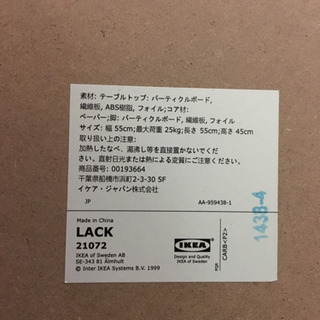 素材: テーブルトップ: パーティクルボード,
繊維板, ABS樹脂, フォイル;コア材:
ペーパー;脚: パーティクルボード, 繊維板, フォイル
サイズ: 幅 55cm;最大荷重 25kg;長さ 55cm;高さ 45cm
取り扱い上の注意:
加熱したなべ、湯沸し等を直接置かないでくだ
さい。直射日光または熱による変質にご注意ください。
商品番号: 00193664
千葉県船橋市浜町2-3-30 5F
イケア・ジャパン株式会社
JP AA-959438-1
Made in China
LACK
21072
IKEA of Sweden AB
SE-343 81 Älmhult
© Inter IKEA Systems B.V. 1999
IKEA
Design and Quality
IKEA of Sweden
PQR
CARB<P2>
1438-4